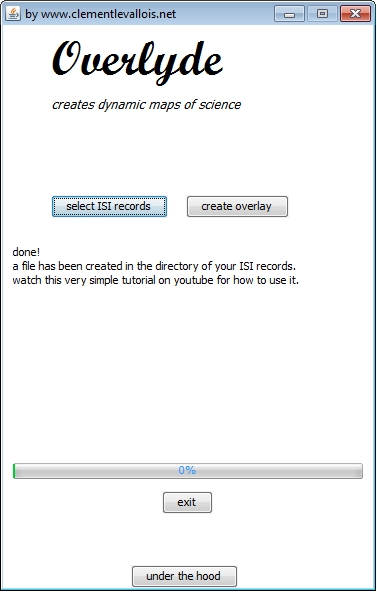 by www.clementlevallois.net
Overlyde
creates dynamic maps of science
select ISI records
create overlay
done!
a file has been created in the directory of your ISI records.
watch this very simple tutorial on youtube for how to use it.
0%
exit
under the hood